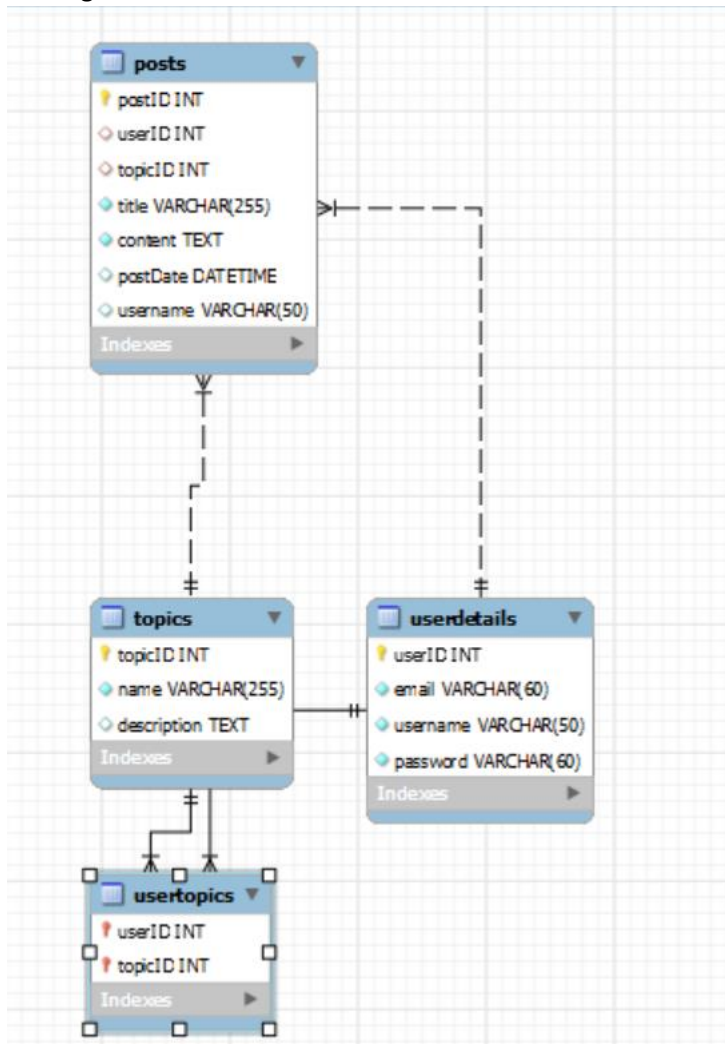 posts
postID INT
userID INT
topicID INT
title VARCHAR(255)
content TEXT
postDate DATETIME
username VARCHAR(50)
Indexes
topics
topicID INT
name VARCHAR(255)
description TEXT
Indexes
userdetails
userID INT
email VARCHAR(60)
username VARCHAR(50)
password VARCHAR(60)
Indexes
usertopics
userID INT
topicID INT
Indexes